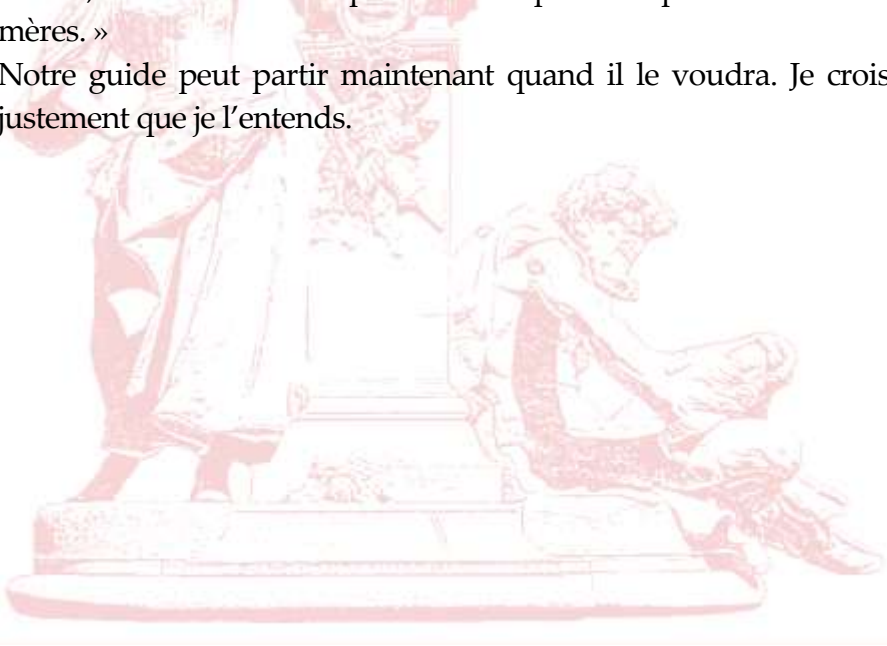 mères. »
Notre guide peut partir maintenant quand il le voudra. Je crois
justement que je l’entends.